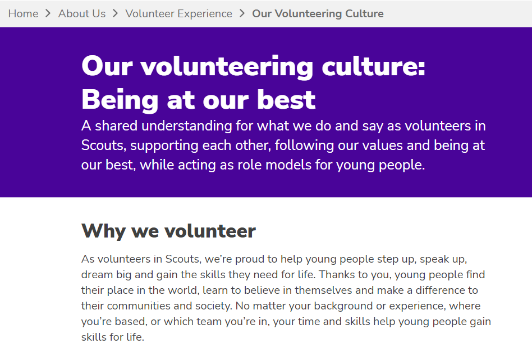 Home > About Us > Volunteer Experience > Our Volunteering Culture
Our volunteering culture:
Being at our best
A shared understanding for what we do and say as volunteers in
Scouts, supporting each other, following our values and being at
our best, while acting as role models for young people.
Why we volunteer
As volunteers in Scouts, we're proud to help young people step up, speak up,
dream big and gain the skills they need for life. Thanks to you, young people find
their place in the world, learn to believe in themselves and make a difference to
their communities and society. No matter your background or experience, where
you're based, or which team you're in, your time and skills help young people gain
skills for life.